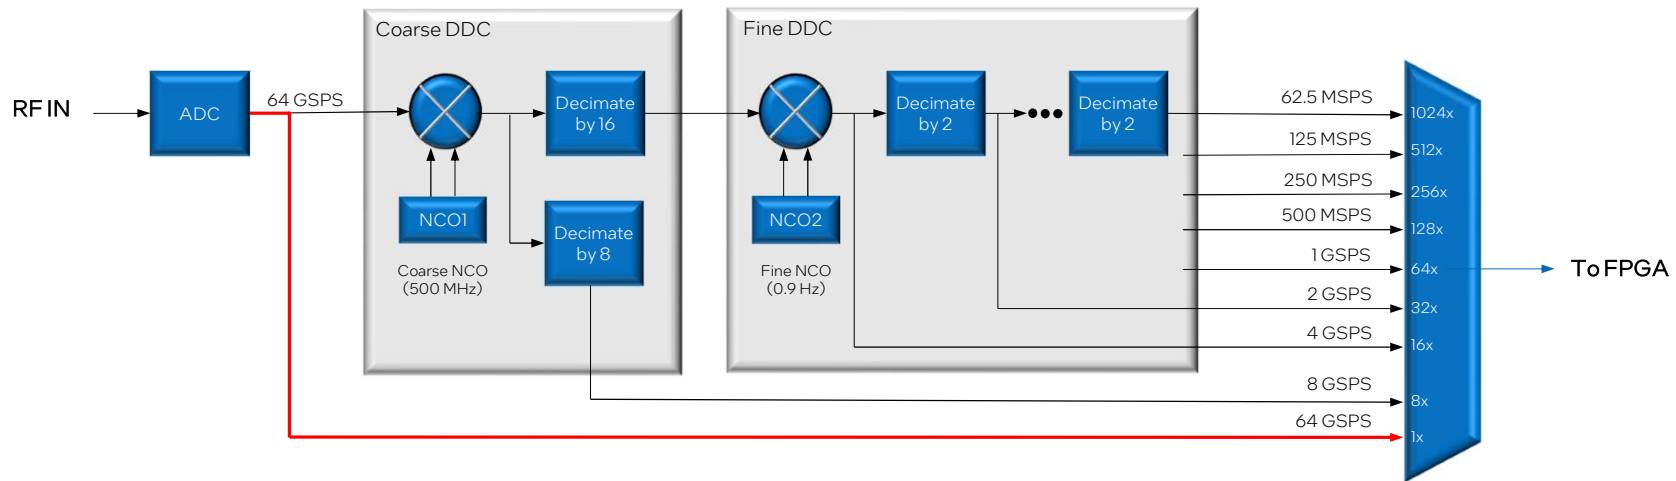 Coarse DDC
Fine DDC
RF IN
ADC
64 GSPS
Decimate
by 16
Decimate
by 2
Decimate
by 2
62.5 MSPS
1024x
125 MSPS
512x
250 MSPS
256x
NCO1
Decimate
by 8
NCO2
500 MSPS
128x
Coarse NCO
(500 MHz)
Fine NCO
(0.9 Hz)
1 GSPS
64x
To FPGA
2 GSPS
32x
4 GSPS
16x
8 GSPS
8x
64 GSPS
1x